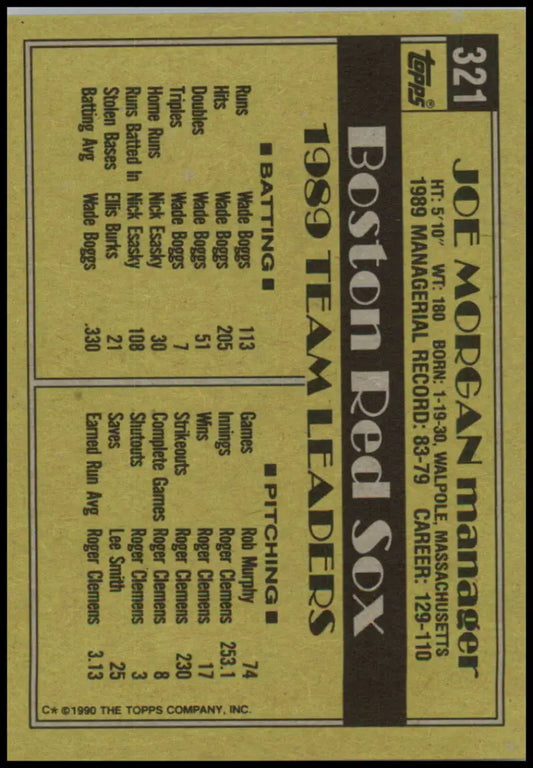 321
topps®
JOE MORGAN manager
HT: 5'10" WT: 180 BORN: 1-19-30, WALPOLE, MASSACHUSETTS
1989 MANAGERIAL RECORD: 83-79 CAREER: 129-110
Boston Red Sox
1989 TEAM LEADERS
BATTING
Runs Wade Boggs 113
Hits Wade Boggs 205
Doubles Wade Boggs 51
Triples Wade Boggs 7
Home Runs Nick Esasky 30
Runs Batted In Nick Esasky 108
Stolen Bases Ellis Burks 21
Batting Avg Wade Boggs .330
PITCHING
Games Rob Murphy 74
Innings Roger Clemens 253.1
Wins Roger Clemens 17
Strikeouts Roger Clemens 230
Complete Games Roger Clemens 8
Shutouts Roger Clemens 3
Saves Lee Smith 25
Earned Run Avg Roger Clemens 3.13
C* ©1990 THE TOPPS COMPANY, INC.